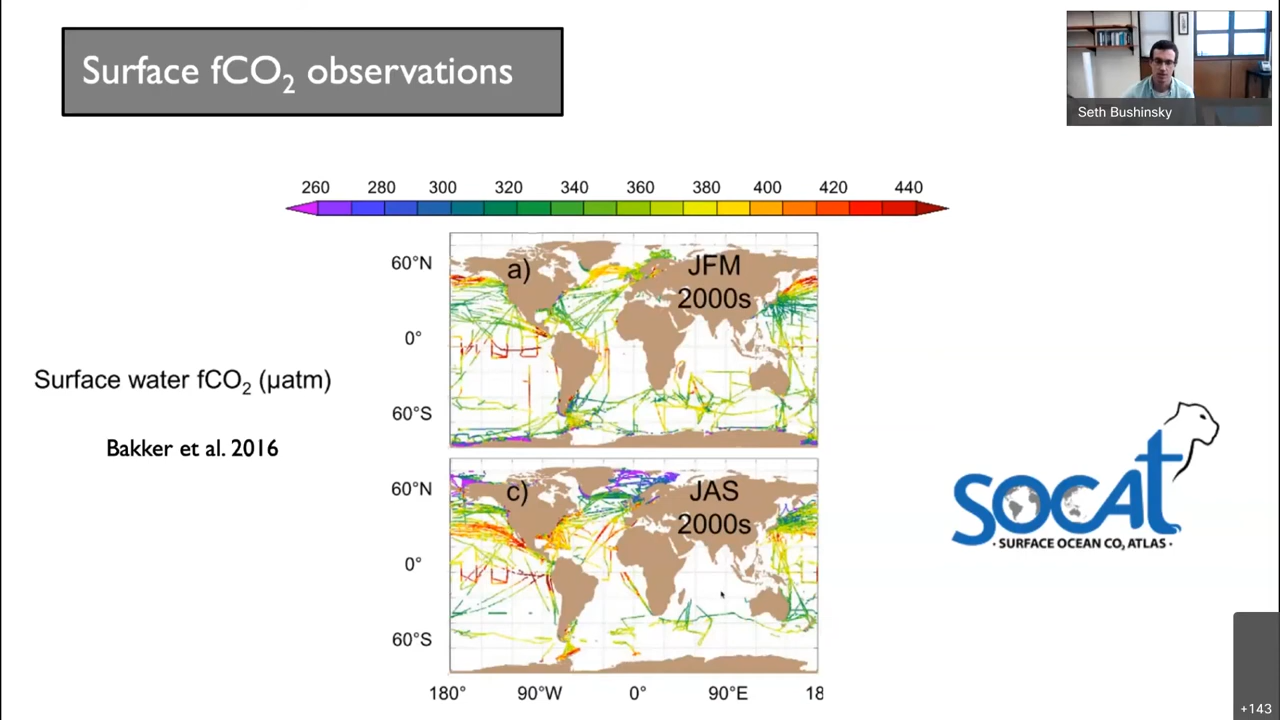 Surface fCO₂ observations
Seth Bushinsky
260 280 300 320 340 360 380 400 420 440
60°N
a)
JFM
2000s
0°
60°S
Surface water fCO₂ (µatm)
Bakker et al. 2016
60°N
c)
JAS
2000s
0°
60°S
180° 90°W 0° 90°E 18
SOCAt
· SURFACE OCEAN CO₂ ATLAS ·
+143